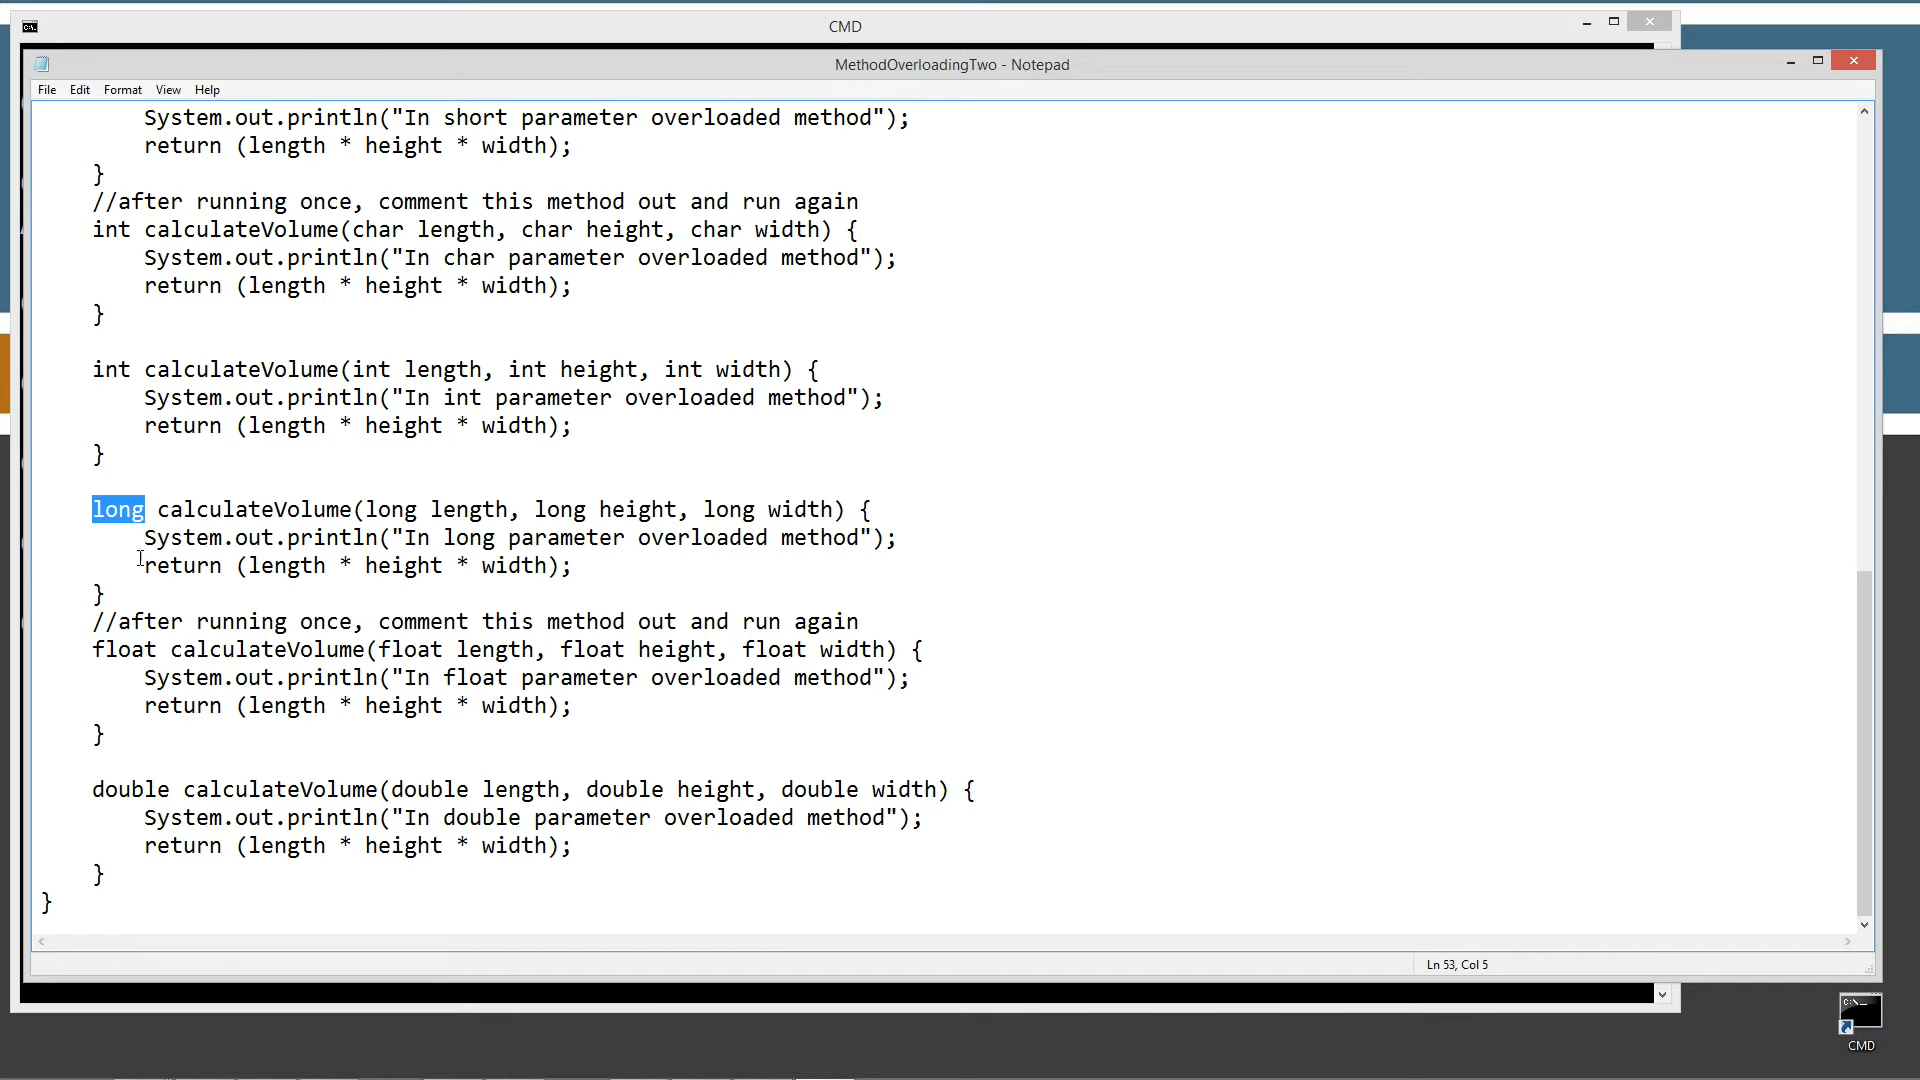 CMD
MethodOverloadingTwo - Notepad
File Edit Format View Help
System.out.println("In short parameter overloaded method");
return (length * height * width);
}
//after running once, comment this method out and run again
int calculateVolume(char length, char height, char width) {
System.out.println("In char parameter overloaded method");
return (length * height * width);
}
int calculateVolume(int length, int height, int width) {
System.out.println("In int parameter overloaded method");
return (length * height * width);
}
long calculateVolume(long length, long height, long width) {
System.out.println("In long parameter overloaded method");
return (length * height * width);
}
//after running once, comment this method out and run again
float calculateVolume(float length, float height, float width) {
System.out.println("In float parameter overloaded method");
return (length * height * width);
}
double calculateVolume(double length, double height, double width) {
System.out.println("In double parameter overloaded method");
return (length * height * width);
}
}
Ln 53, Col 5
CMD